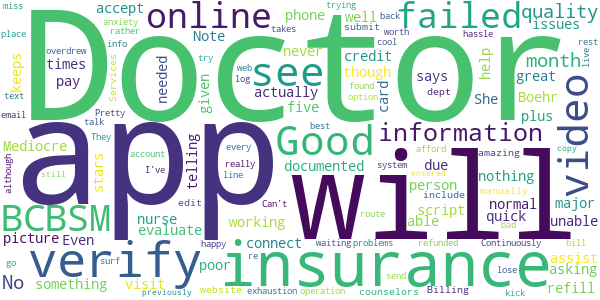 miss
trying
anxiety
rather
info
place
overdrew
takes
times
pay
keeps
text
email
Services
accept
Note
online
phone
web
log
needed
given
never
see
actually
five
well
though
credit
card
dept
says
option
found
try
submit
back
worth
cool
hassle
failed
help
month
She
great
plus
quality
issues
Boehr
live
rest
Doctor
app
will
Good
information
video
stars
Mediocre
Pretty
talk
They
account
I've
still
telling
every
really
line
best
documented
afford
Can't
due
person
able
script
include
normal
quick
nothing
amazing
system
entered
manually
copy
major
unable
although
BCBSM
nurse
evaluate
edit
working
connect
route
picture
Even
verify
insurance
assist
asking
refill
No
something
go
surf
previously
visit
poor
website
happy
re
waiting
problems
refunded
Continuously
bad
bill
lose
send
exhaustion
operation
counselors
Billing
kick